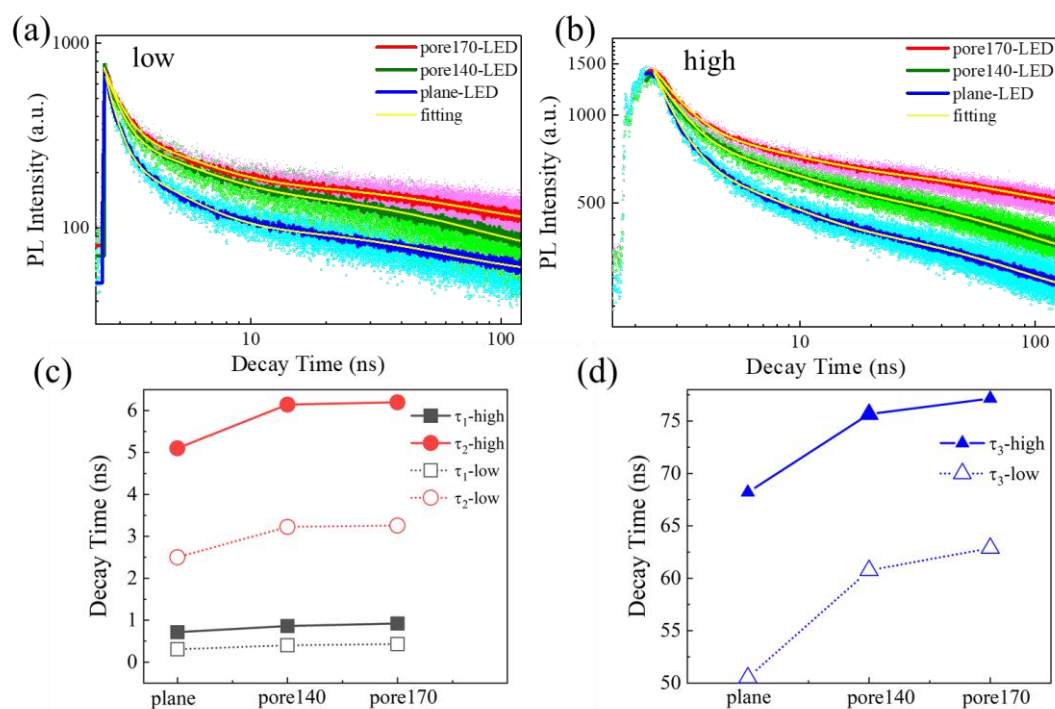 (a)
low
pore170-LED
pore140-LED
plane-LED
fitting
1000
100
PL Intensity (a.u.)
10
100
Decay Time (ns)
(b)
high
pore170-LED
pore140-LED
plane-LED
fitting
1500
1000
500
PL Intensity (a.u.)
10
100
Decay Time (ns)
(c)
6
5
4
3
2
1
0
Decay Time (ns)
τ₁-high
τ₂-high
τ₁-low
τ₂-low
plane
pore140
pore170
(d)
75
70
65
60
55
50
Decay Time (ns)
τ₃-high
τ₃-low
plane
pore140
pore170